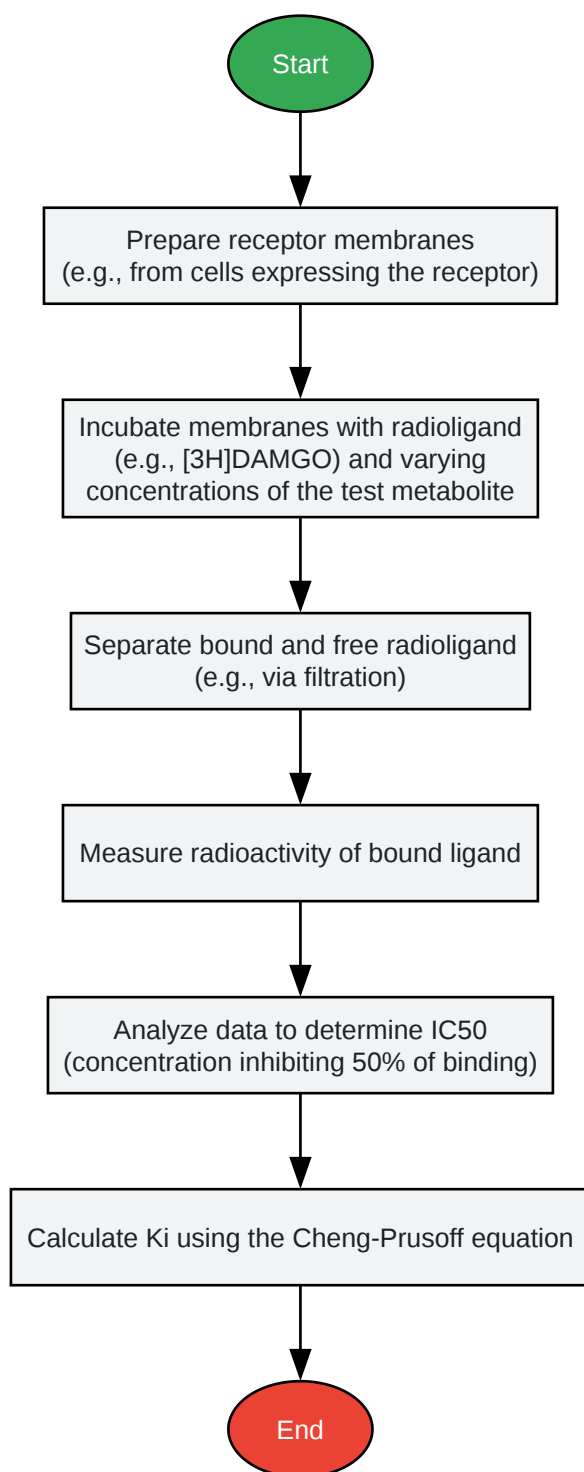 Start
Prepare receptor membranes
(e.g., from cells expressing the receptor)
Incubate membranes with radioligand
(e.g., [3H]DAMGO) and varying
concentrations of the test metabolite
Separate bound and free radioligand
(e.g., via filtration)
Measure radioactivity of bound ligand
Analyze data to determine IC50
(concentration inhibiting 50% of binding)
Calculate Ki using the Cheng-Prusoff equation
End